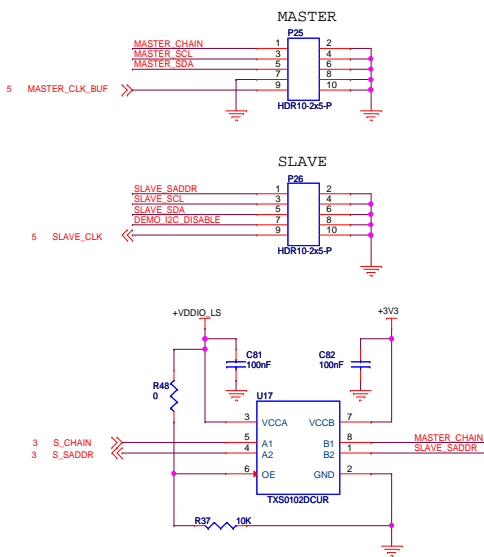 MASTER
P25
MASTER_CHAIN 1 2
MASTER_SCL 3 4
MASTER_SDA 5 6
7 8
5 MASTER_CLK_BUF 9 10
HDR10-2x5-P
SLAVE
P26
SLAVE_SADDR 1 2
SLAVE_SCL 3 4
SLAVE_SDA 5 6
DEMO_I2C_DISABLE 7 8
5 SLAVE_CLK 9 10
HDR10-2x5-P
+VDDIO_LS +3V3
C81 C82
100nF 100nF
R48
0
U17
3 VCCA VCCB 7
3 S_CHAIN 5 A1 B1 8 MASTER_CHAIN
3 S_SADDR 4 A2 B2 1 SLAVE_SADDR
6 OE GND 2
TXS0102DCUR
R37 10K